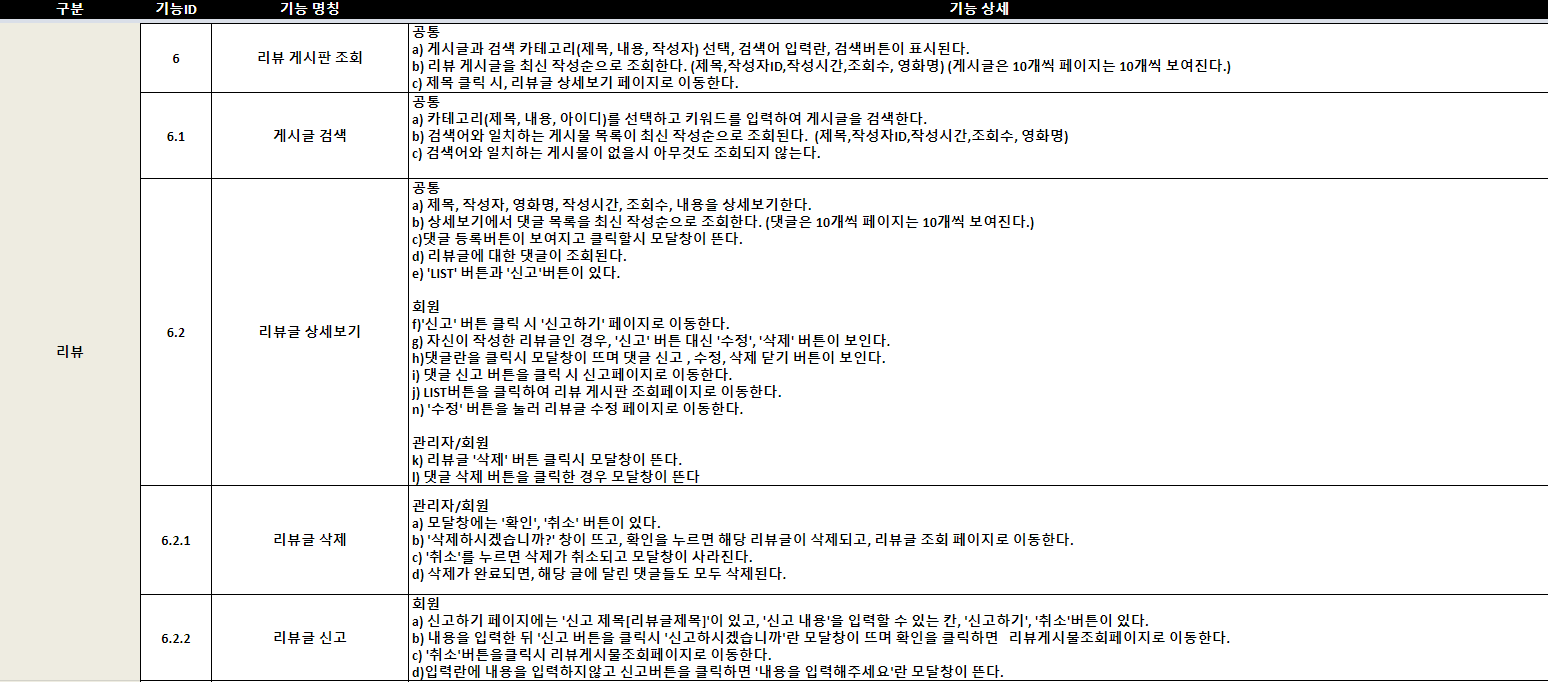 구분 기능ID 기능 명칭 기능 상세
리뷰
6 리뷰 게시판 조회
공통
a) 게시글과 검색 카테고리(제목, 내용, 작성자) 선택, 검색어 입력란, 검색버튼이 표시된다.
b) 리뷰 게시글을 최신 작성순으로 조회한다. (제목,작성자ID,작성시간,조회수, 영화명) (게시글은 10개씩 페이지는 10개씩 보여진다.)
c) 제목 클릭 시, 리뷰글 상세보기 페이지로 이동한다.
6.1 게시글 검색
공통
a) 카테고리(제목, 내용, 아이디)를 선택하고 키워드를 입력하여 게시글을 검색한다.
b) 검색어와 일치하는 게시물 목록이 최신 작성순으로 조회된다. (제목,작성자ID,작성시간,조회수, 영화명)
c) 검색어와 일치하는 게시물이 없을시 아무것도 조회되지 않는다.
6.2 리뷰글 상세보기
공통
a) 제목, 작성자, 영화명, 작성시간, 조회수, 내용을 상세보기한다.
b) 상세보기에서 댓글 목록을 최신 작성순으로 조회한다. (댓글은 10개씩 페이지는 10개씩 보여진다.)
c)댓글 등록버튼이 보여지고 클릭할시 모달창이 뜬다.
d) 리뷰글에 대한 댓글이 조회된다.
e) 'LIST' 버튼과 '신고'버튼이 있다.
회원
f)'신고' 버튼 클릭 시 '신고하기' 페이지로 이동한다.
g) 자신이 작성한 리뷰글인 경우, '신고' 버튼 대신 '수정', '삭제' 버튼이 보인다.
h)댓글란을 클릭시 모달창이 뜨며 댓글 신고 , 수정, 삭제 닫기 버튼이 보인다.
i) 댓글 신고 버튼을 클릭 시 신고페이지로 이동한다.
j) LIST버튼을 클릭하여 리뷰 게시판 조회페이지로 이동한다.
n) '수정' 버튼을 눌러 리뷰글 수정 페이지로 이동한다.
관리자/회원
k) 리뷰글 '삭제' 버튼 클릭시 모달창이 뜬다.
l) 댓글 삭제 버튼을 클릭한 경우 모달창이 뜬다
6.2.1 리뷰글 삭제
관리자/회원
a) 모달창에는 '확인', '취소' 버튼이 있다.
b) '삭제하시겠습니까?' 창이 뜨고, 확인을 누르면 해당 리뷰글이 삭제되고, 리뷰글 조회 페이지로 이동한다.
c) '취소'를 누르면 삭제가 취소되고 모달창이 사라진다.
d) 삭제가 완료되면, 해당 글에 달린 댓글들도 모두 삭제된다.
6.2.2 리뷰글 신고
회원
a) 신고하기 페이지에는 '신고 제목[리뷰글제목]'이 있고, '신고 내용'을 입력할 수 있는 칸, '신고하기', '취소'버튼이 있다.
b) 내용을 입력한 뒤 '신고 버튼을 클릭시 '신고하시겠습니까'란 모달창이 뜨며 확인을 클릭하면 리뷰게시물조회페이지로 이동한다.
c) '취소'버튼을클릭시 리뷰게시물조회페이지로 이동한다.
d)입력란에 내용을 입력하지않고 신고버튼을 클릭하면 '내용을 입력해주세요'란 모달창이 뜬다.